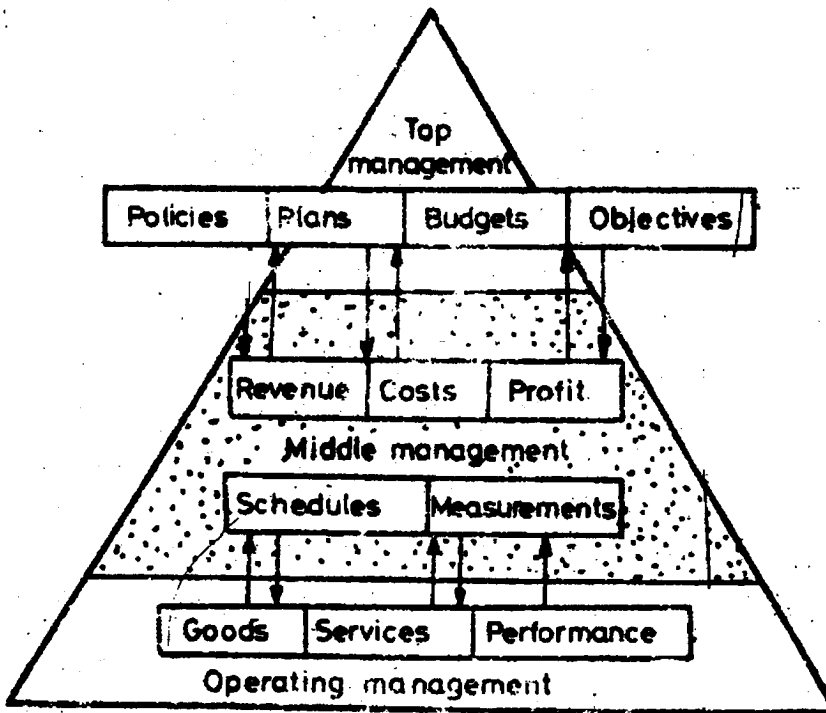 Top
management
Policies Plans Budgets Objectives
Revenue Costs Profit
Middle management
Schedules Measurements
Goods Services Performance
Operating management